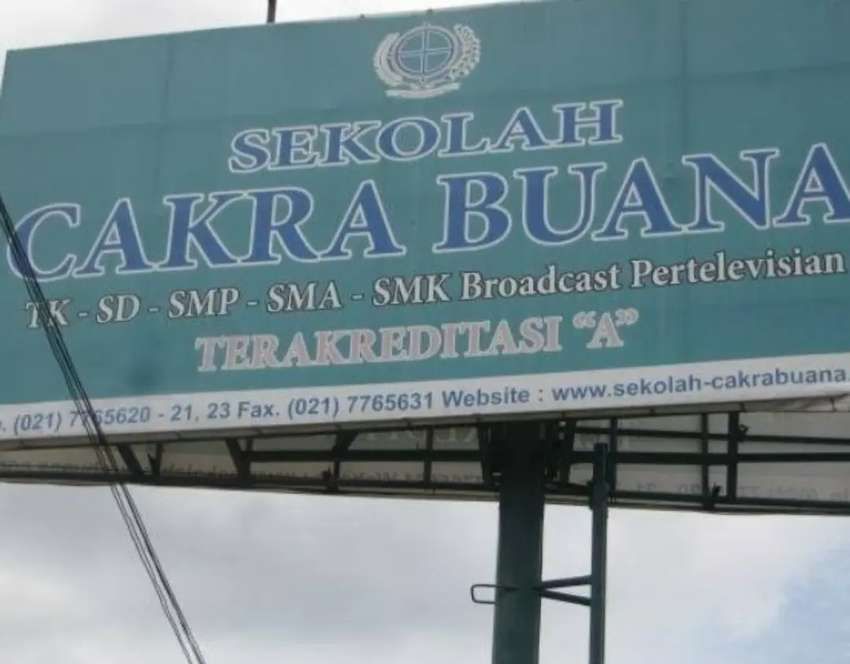 SEKOLAH
CAKRA BUANA
TK - SD - SMP - SMA - SMK Broadcast Pertelevisian
TERAKREDITASI "A"
(021) 7765620 - 21, 23 Fax. (021) 7765631 Website : www.sekolah-cakrabuana.